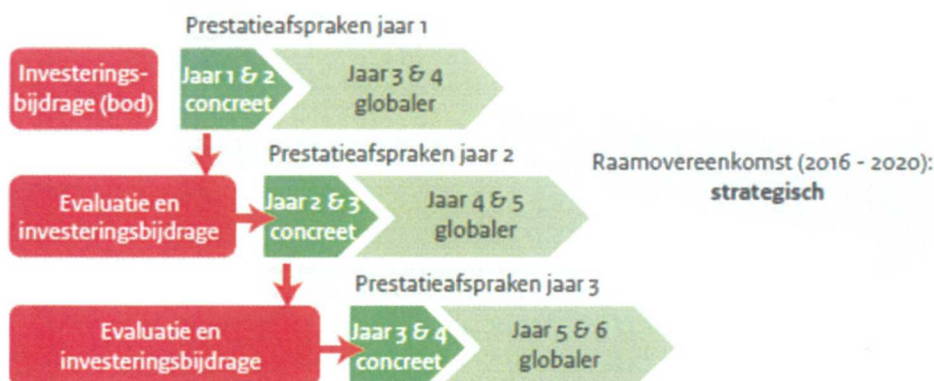 Prestatieafspraken jaar 1
Investerings-
bijdrage (bod)
Jaar 1 & 2
concreet
Jaar 3 & 4
globaler
Prestatieafspraken jaar 2
Raamovereenkomst (2016 - 2020):
strategisch
Evaluatie en
investeringsbijdrage
Jaar 2 & 3
concreet
Jaar 4 & 5
globaler
Prestatieafspraken jaar 3
Evaluatie en
investeringsbijdrage
Jaar 3 & 4
concreet
Jaar 5 & 6
globaler